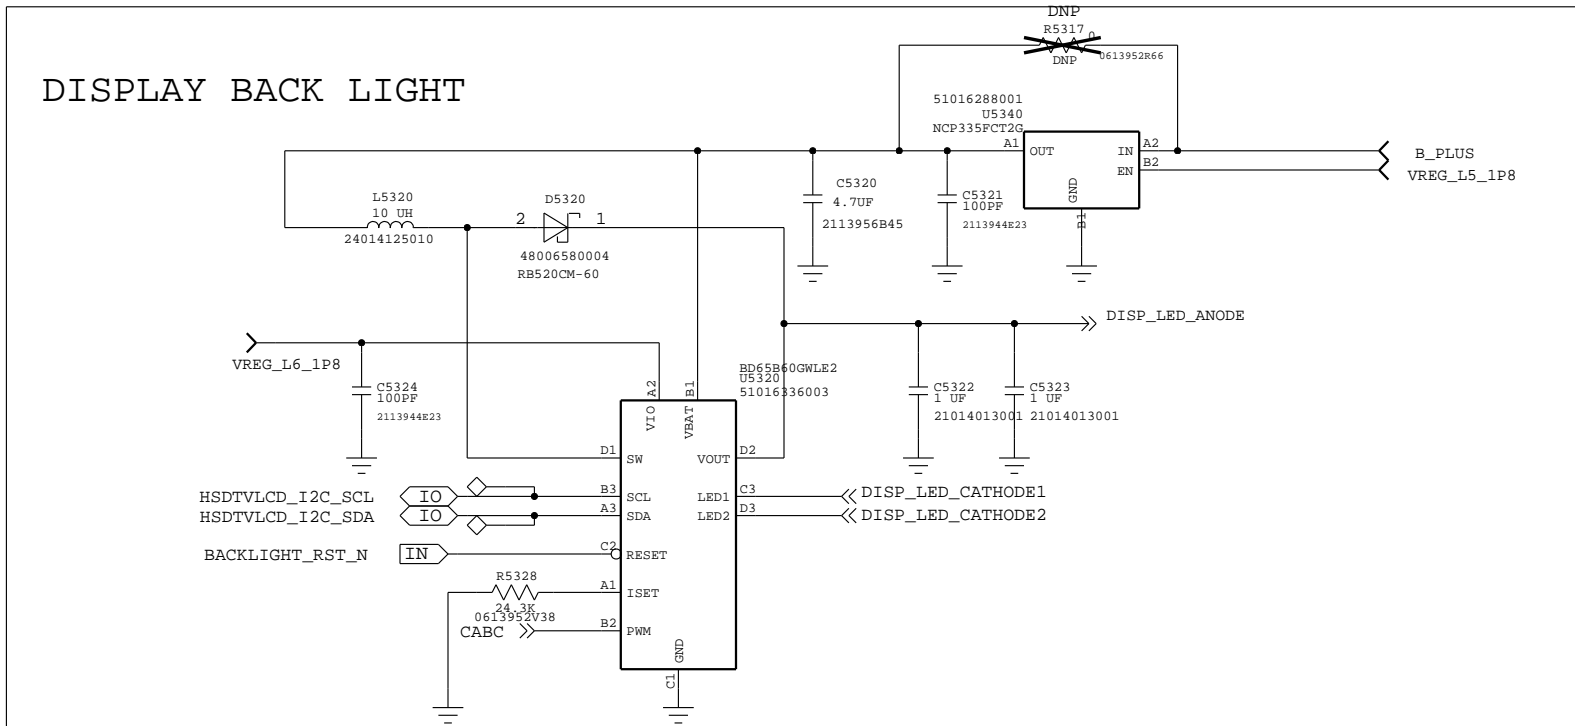 DNP
R5317
0
DNP
0613952R66
DISPLAY BACK LIGHT
51016288001
U5340
NCP335FCT2G
A1 OUT IN A2
B_PLUS
EN B2
VREG_L5_1P8
GND
B1
C5320
4.7UF
2113956B45
C5321
100PF
2113944E23
L5320
10 UH
24014125010
D5320
2 1
48006580004
RB520CM-60
DISP_LED_ANODE
VREG_L6_1P8
C5324
100PF
2113944E23
BD65B60GWLE2
U5320
51016336003
C5322
1 UF
21014013001
C5323
1 UF
21014013001
A2 B1
VIO VBAT
D1 SW VOUT D2
HSDTVLCD_I2C_SCL IO B3 SCL LED1 C3 DISP_LED_CATHODE1
HSDTVLCD_I2C_SDA IO A3 SDA LED2 D3 DISP_LED_CATHODE2
BACKLIGHT_RST_N IN C2 RESET
R5328
24.3K
0613952V38
A1 ISET
CABC B2 PWM
GND
C1